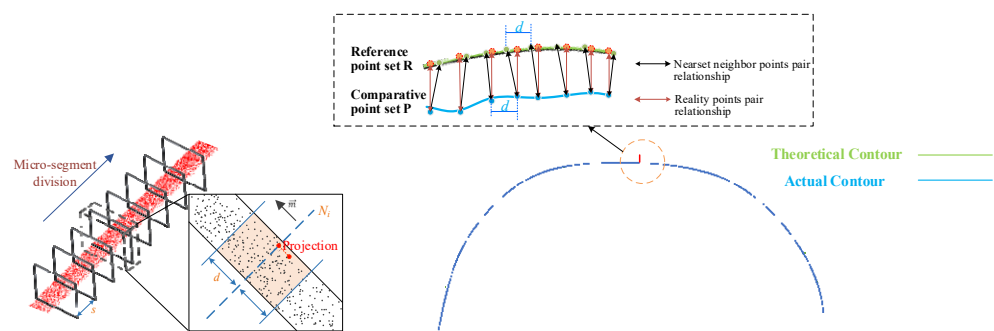 d
Reference
point set R
Nearset neighbor points pair
relationship
Comparative
point set P
d
Reality points pair
relationship
Micro-segment
division
Theoretical Contour
Actual Contour
m
N_i
Projection
d
s